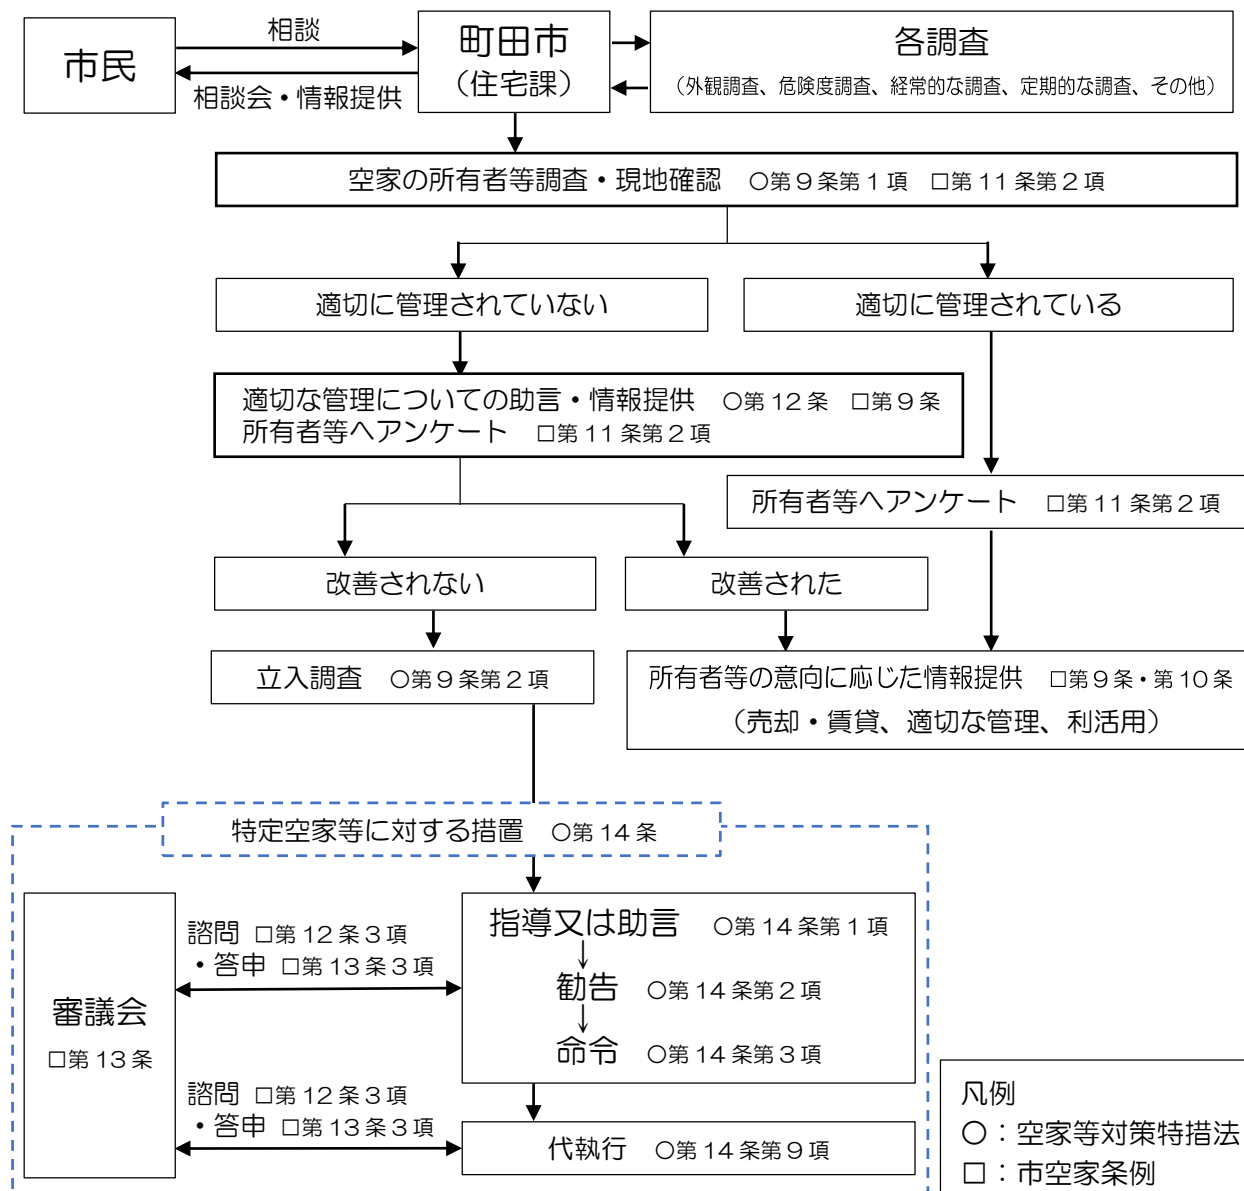 市民
相談
相談会・情報提供
町田市
（住宅課）
各調査
（外観調査、危険度調査、経常的な調査、定期的な調査、その他）
空家の所有者等調査・現地確認 ○第9条第1項 □第11条第2項
適切に管理されていない
適切に管理されている
適切な管理についての助言・情報提供 ○第12条 □第9条
所有者等へアンケート □第11条第2項
所有者等へアンケート □第11条第2項
改善されない
改善された
立入調査 ○第9条第2項
所有者等の意向に応じた情報提供 □第9条・第10条
（売却・賃貸、適切な管理、利活用）
特定空家等に対する措置 ○第14条
審議会
□第13条
諮問 □第12条3項
・答申 □第13条3項
指導又は助言 ○第14条第1項
↓
勧告 ○第14条第2項
↓
命令 ○第14条第3項
諮問 □第12条3項
・答申 □第13条3項
代執行 ○第14条第9項
凡例
○：空家等対策特措法
□：市空家条例